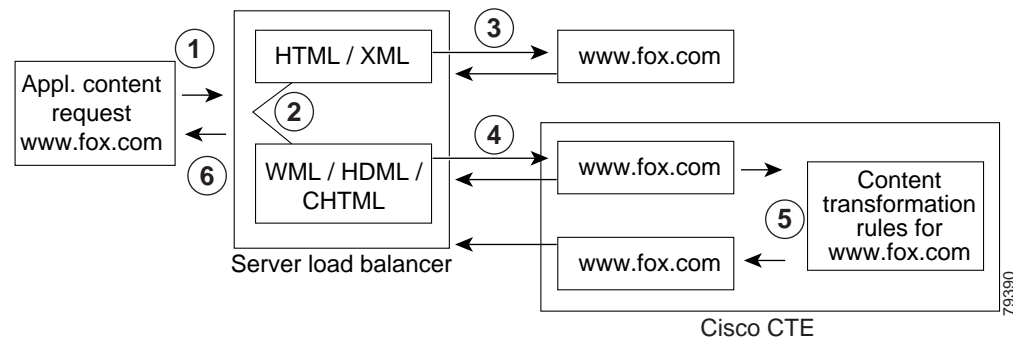 1
Appl. content
request
www.fox.com
6
HTML / XML
2
WML / HDML /
CHTML
Server load balancer
3
www.fox.com
4
www.fox.com
www.fox.com
5
Content
transformation
rules for
www.fox.com
Cisco CTE
79390